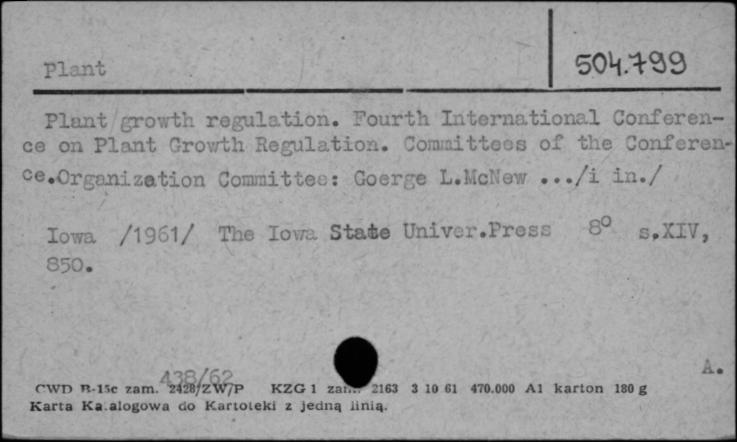 Plant
504.799
Plant growth regulation. Fourth International Conferen-
ce on Plant Growth Regulation. Committees of the Conferen-
ce.Organization Committee: Goerge L.McNew .../i in./
Iowa /1961/ The Iowa State Univer.Press 8° s.XIV,
850.
438/62
A.
CWD B-15c zam. 2428/ZW/P KZG 1 zam. 2163 3 10 61 470.000 A1 karton 180 g
Karta Katalogowa do Kartoteki z jedną linią.